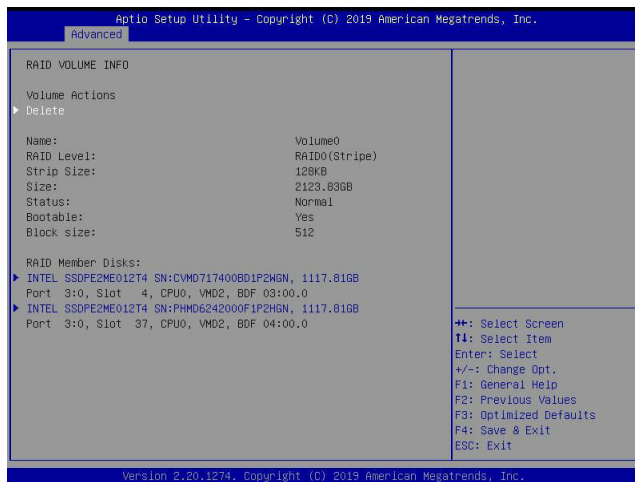 Aptio Setup Utility – Copyright (C) 2019 American Megatrends, Inc.
Advanced
RAID VOLUME INFO
Volume Actions
▶ Delete
Name: Volume0
RAID Level: RAID0(Stripe)
Strip Size: 128KB
Size: 2123.83GB
Status: Normal
Bootable: Yes
Block size: 512
RAID Member Disks:
▶ INTEL SSDPE2ME012T4 SN:CVMD717400BD1P2WGN, 1117.81GB
Port 3:0, Slot 4, CPU0, VMD2, BDF 03:00.0
▶ INTEL SSDPE2ME012T4 SN:PHMD6242000F1P2HGN, 1117.81GB
Port 3:0, Slot 37, CPU0, VMD2, BDF 04:00.0
→←: Select Screen
↑↓: Select Item
Enter: Select
+/-: Change Opt.
F1: General Help
F2: Previous Values
F3: Optimized Defaults
F4: Save & Exit
ESC: Exit
Version 2.20.1274. Copyright (C) 2019 American Megatrends, Inc.